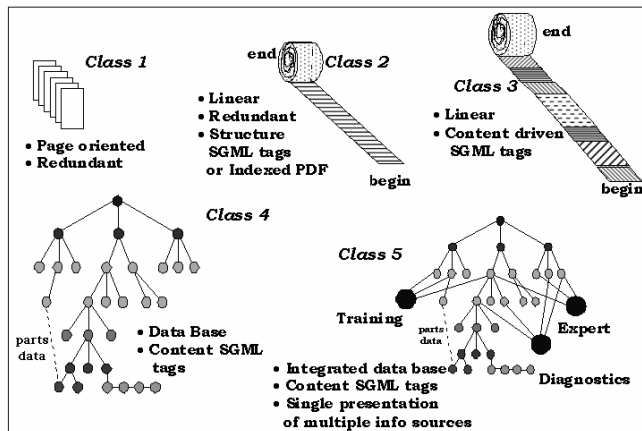 Class 1
• Page oriented
• Redundant
end
Class 2
• Linear
• Redundant
• Structure
SGML tags
or Indexed PDF
begin
end
Class 3
• Linear
• Content driven
SGML tags
begin
Class 4
parts
data
• Data Base
• Content SGML
tags
Class 5
Training
Expert
parts
data
Diagnostics
• Integrated data base
• Content SGML tags
• Single presentation
of multiple info sources